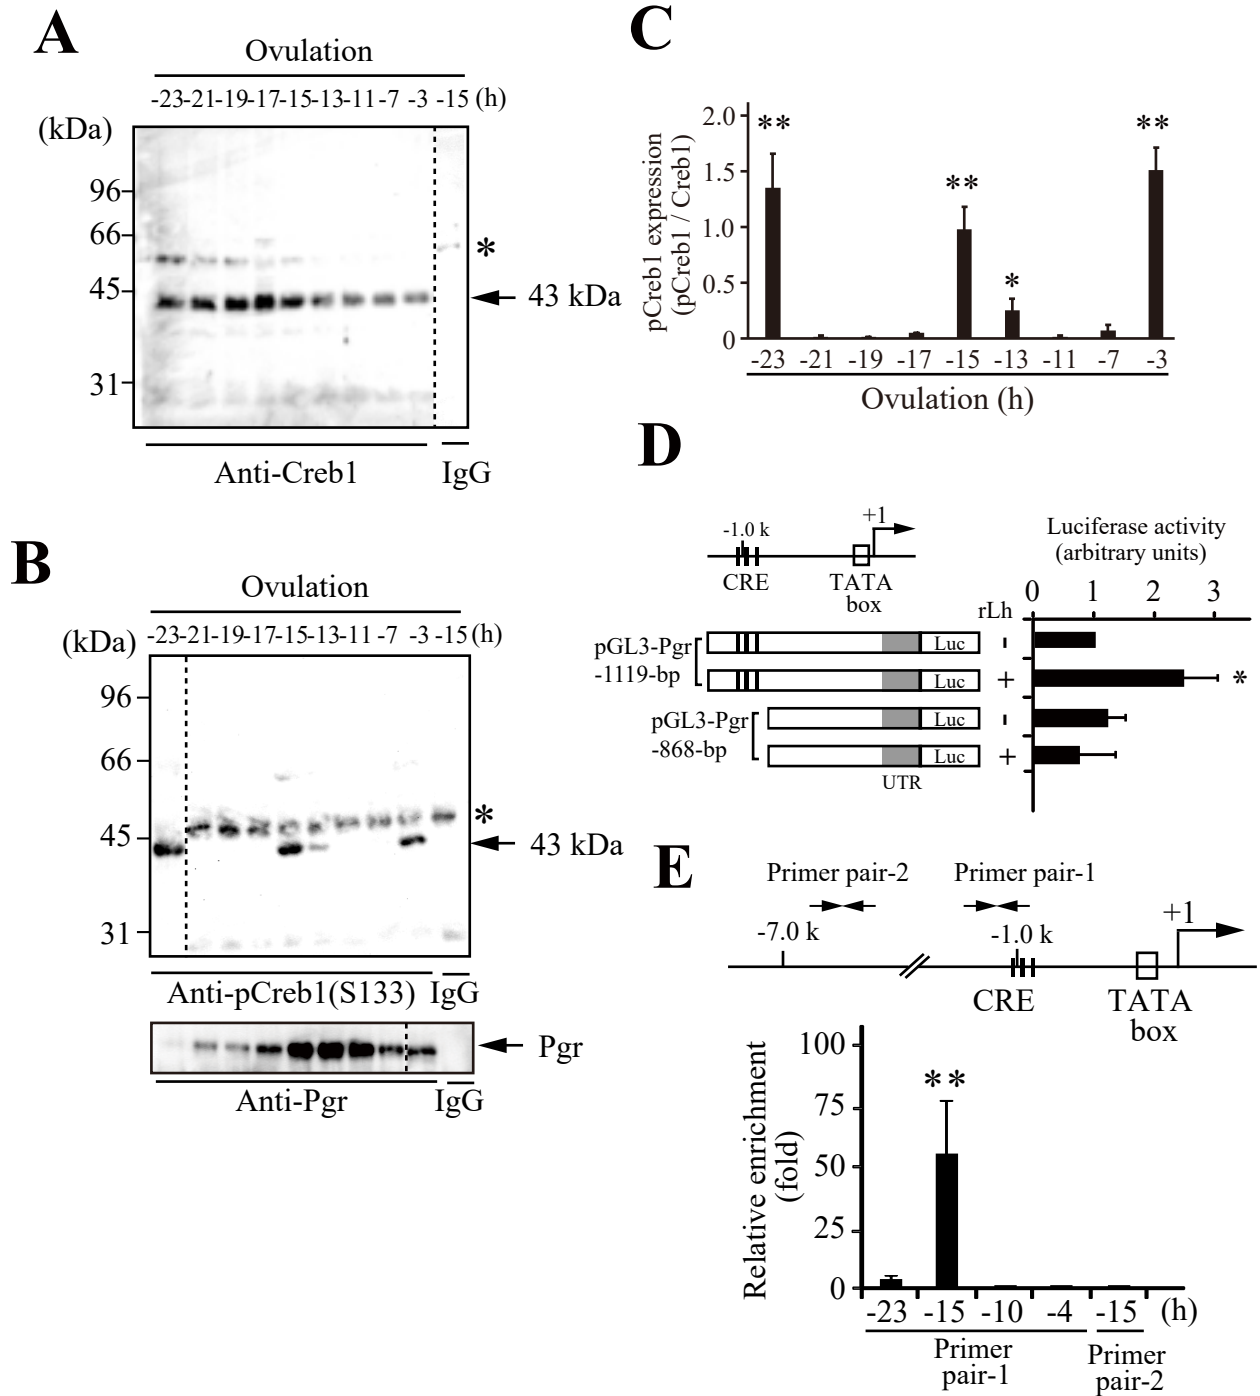 A
Ovulation
-23-21-19-17-15-13-11 -7 -3 -15 (h)
(kDa)
96
66
45
31
*
43 kDa
Anti-Creb1 IgG
B
Ovulation
(kDa) -23-21-19-17-15-13-11 -7 -3 -15 (h)
96
66
45
31
*
43 kDa
Anti-pCreb1(S133) IgG
Pgr
Anti-Pgr IgG
C
pCreb1 expression
(pCreb1 / Creb1)
2.0
1.5
1.0
0.5
0
** ** * **
-23 -21 -19 -17 -15 -13 -11 -7 -3
Ovulation (h)
D
-1.0 k +1
CRE TATA
box
Luciferase activity
(arbitrary units)
rLh 0 1 2 3
pGL3-Pgr
-1119-bp
Luc -
Luc + *
pGL3-Pgr
-868-bp
Luc -
Luc +
UTR
E
Primer pair-2 Primer pair-1
-7.0 k -1.0 k +1
CRE TATA
box
Relative enrichment
(fold)
100
75
50
25
0
**
-23 -15 -10 -4 -15 (h)
Primer
pair-1
Primer
pair-2